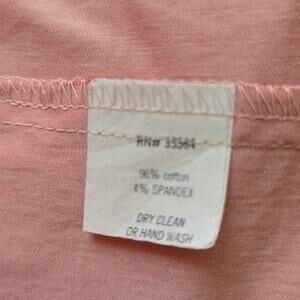 RN# 33564
96% cotton
4% SPANDEX
DRY CLEAN
OR HAND WASH